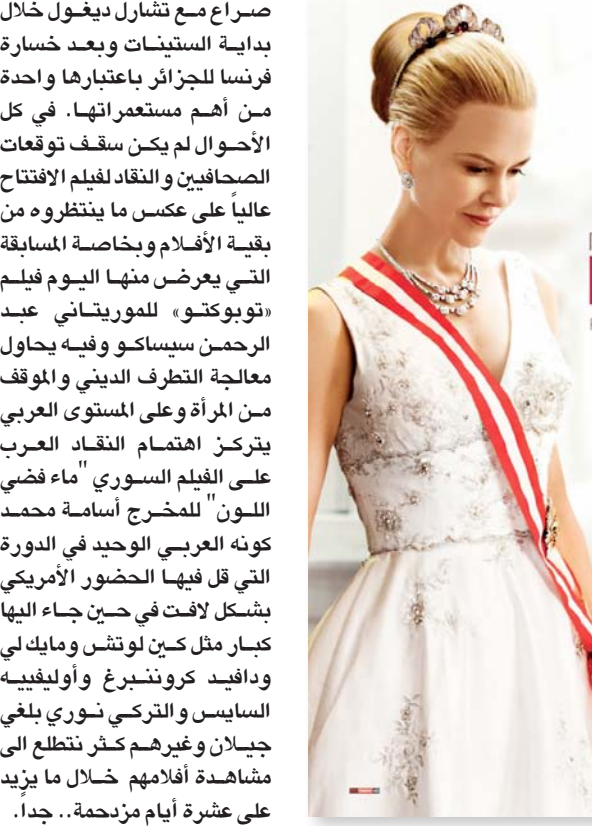 صراع مع تشارل ديغول خلال
بداية الستينات وبعد خسارة
فرنسا للجزائر باعتبارها واحدة
من أهم مستعمراتها. في كل
الأحوال لم يكن سقف توقعات
الصحافيين والنقاد لفيلم الافتتاح
عالياً على عكس ما ينتظروه من
بقية الأفلام وبخاصة المسابقة
التي يعرض منها اليوم فيلم
«توبوكتو» للموريتاني عبد
الرحمن سيساكو وفيه يحاول
معالجة التطرف الديني والموقف
من المرأة وعلى المستوى العربي
يتركز اهتمام النقاد العرب
على الفيلم السوري "ماء فضي
اللون" للمخرج أسامة محمد
كونه العربي الوحيد في الدورة
التي قل فيها الحضور الأمريكي
بشكل لافت في حين جاء اليها
كبار مثل كين لوتش ومايك لي
ودافيد كروننبرغ وأوليفييه
السايس والتركي نوري بلغي
جيلان وغيرهم كثر نتطلع الى
مشاهدة أفلامهم خلال ما يزيد
على عشرة أيام مزدحمة.. جداً.